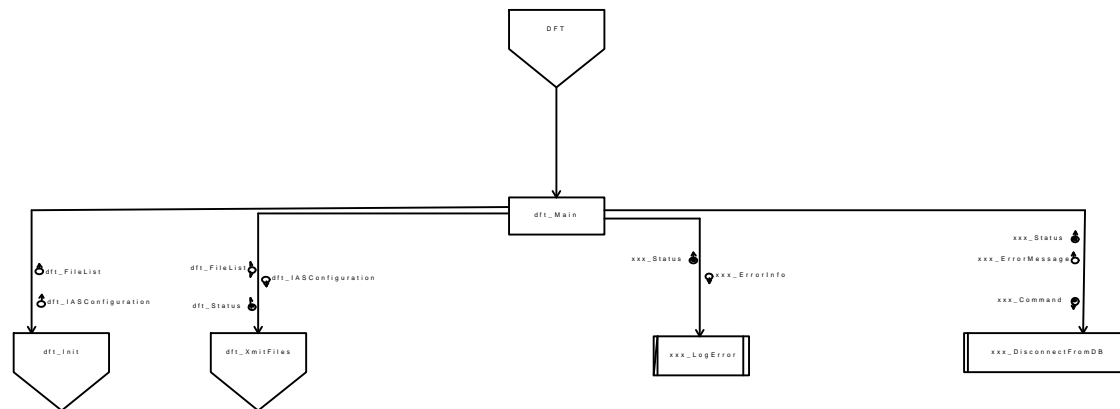 DFT
dft_Main
xxx_Status
xxx_Status
xxx_ErrorMessage
dft_FileList
dft_FileList
dft_IASConfiguration
xxx_ErrorInfo
dft_IASConfiguration
dft_Status
xxx_Command
dft_Init
dft_XmitFiles
xxx_LogError
xxx_DisconnectFromDB